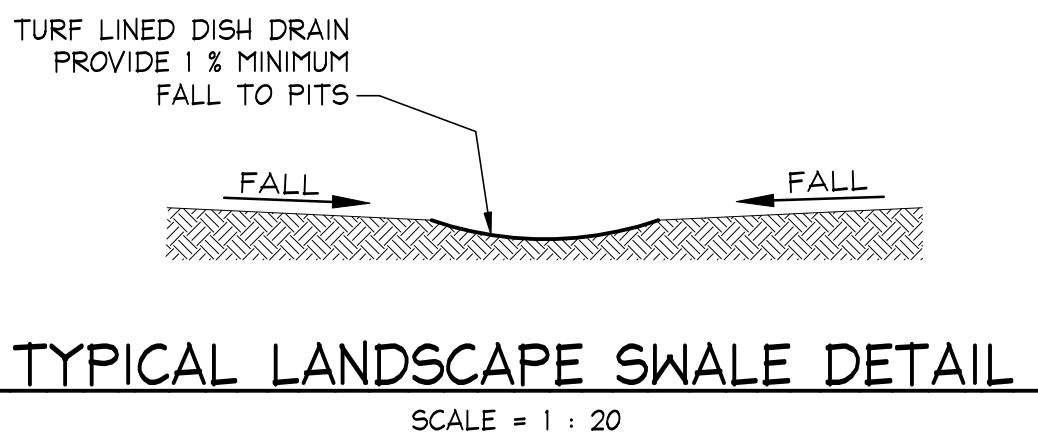 TURF LINED DISH DRAIN
PROVIDE 1 % MINIMUM
FALL TO PITS
FALL
FALL
TYPICAL LANDSCAPE SWALE DETAIL
SCALE = 1 : 20